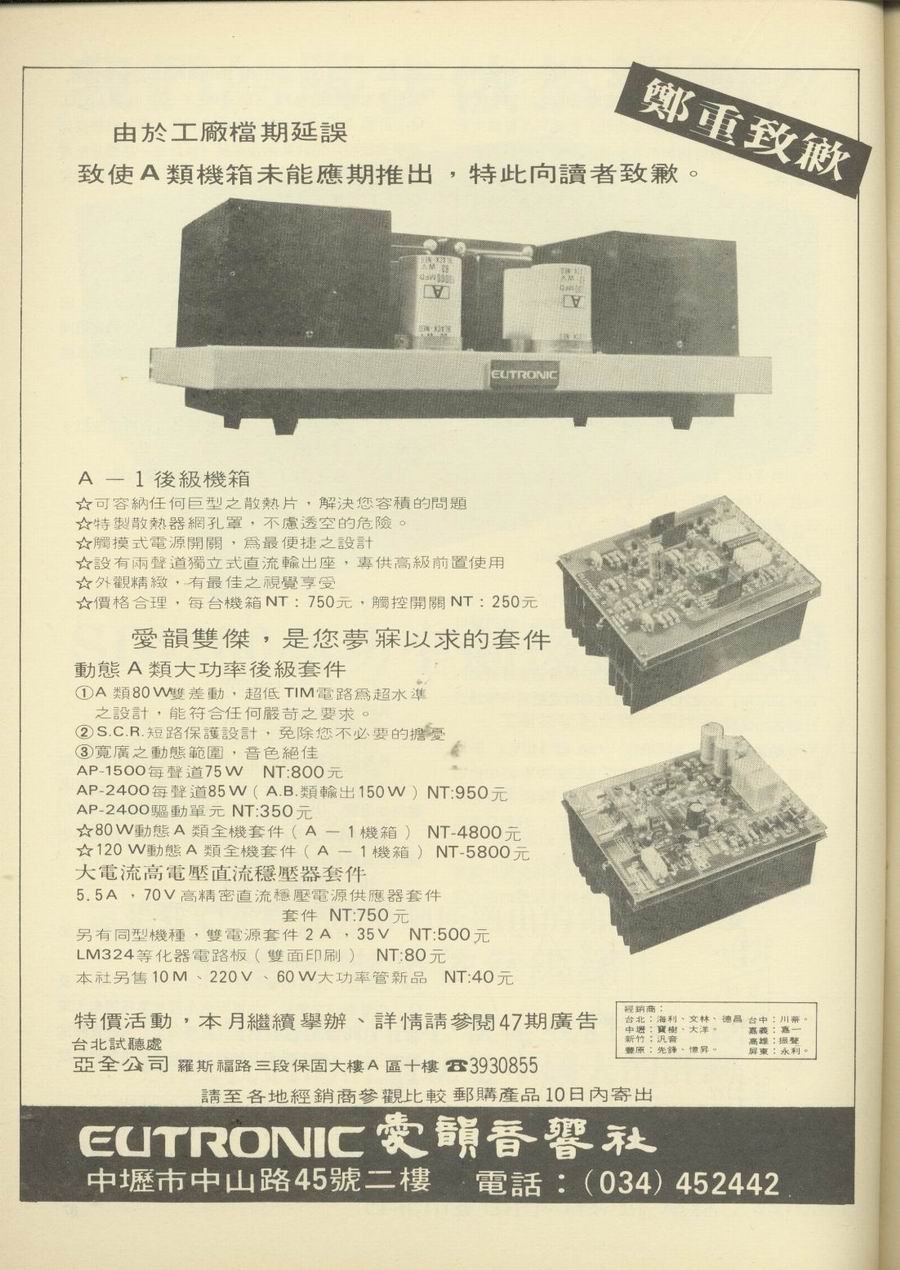 鄭重致歉
由於工廠檔期延誤
致使A類機箱未能應期推出，特此向讀者致歉。
EUTRONIC
A－1後級機箱
☆可容納任何巨型之散熱片，解決您容積的問題
☆特製散熱器網孔罩，不慮透空的危險。
☆觸摸式電源開關，為最便捷之設計
☆設有兩聲道獨立式直流輸出座，專供高級前置使用
☆外觀精緻，有最佳之視覺享受
☆價格合理，每台機箱NT：750元，觸控開關NT：250元
愛韻雙傑，是您夢寐以求的套件
動態A類大功率後級套件
①A類80W雙差動，超低TIM電路為超水準
之設計，能符合任何嚴苛之要求。
②S.C.R.短路保護設計，免除您不必要的擔憂
③寬廣之動態範圍，音色絕佳
AP-1500每聲道75W NT:800元
AP-2400每聲道85W（A.B.類輸出150W）NT:950元
AP-2400驅動單元 NT:350元
☆80W動態A類全機套件（A－1機箱） NT-4800元
☆120W動態A類全機套件（A－1機箱） NT-5800元
大電流高電壓直流穩壓器套件
5.5A，70V高精密直流穩壓電源供應器套件
套件 NT:750元
另有同型機種，雙電源套件2A，35V NT:500元
LM324等化器電路板（雙面印刷） NT:80元
本社另售10M、220V、60W大功率管新品 NT:40元
特價活動，本月繼續舉辦、詳情請參閱47期廣告
台北試聽處
亞全公司 羅斯福路三段保固大樓A區十樓 ☎3930855
經銷商：
台北：海利、文林、德昌 台中：川蒂。
中壢：寶樹、大洋。 嘉義：嘉一
新竹：汎音 高雄：振聲
豐原：先鋒、憶昇。 屏東：永利。
請至各地經銷商參觀比較 郵購產品10日內寄出
EUTRONIC愛韻音響社
中壢市中山路45號二樓 電話：(034) 452442